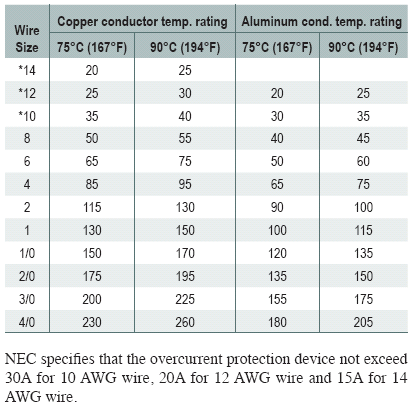 Copper conductor temp. rating Aluminum cond. temp. rating
Wire Size 75°C (167°F) 90°C (194°F) 75°C (167°F) 90°C (194°F)
*14 20 25
*12 25 30 20 25
*10 35 40 30 35
8 50 55 40 45
6 65 75 50 60
4 85 95 65 75
2 115 130 90 100
1 130 150 100 115
1/0 150 170 120 135
2/0 175 195 135 150
3/0 200 225 155 175
4/0 230 260 180 205
NEC specifies that the overcurrent protection device not exceed
30A for 10 AWG wire, 20A for 12 AWG wire and 15A for 14
AWG wire.